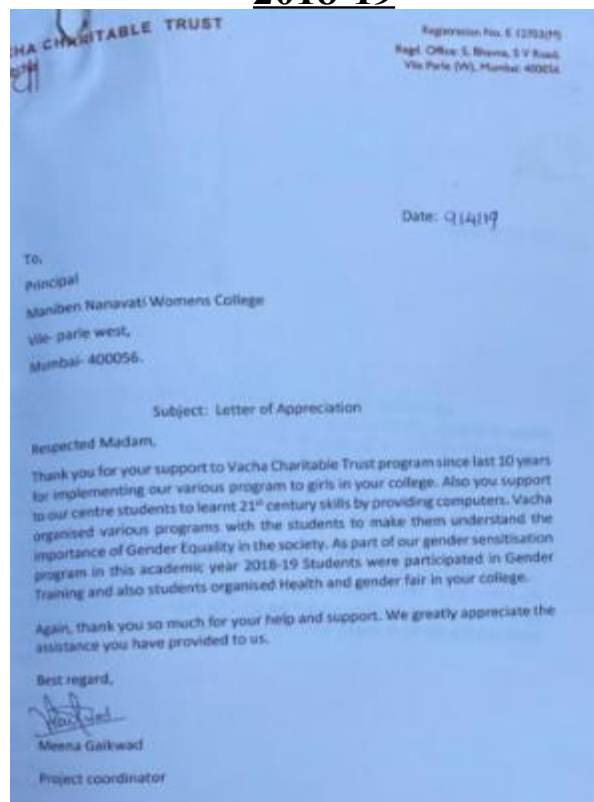 2018-19
HA CHARITABLE TRUST
Registration No. E
Regd. Office: 5, Bhavna, S V Road,
Vile Parle (W), Mumbai 400056
Date: 9/4/19
To,
Principal
Maniben Nanavati Womens College
Vile- parle west,
Mumbai- 400056.
Subject: Letter of Appreciation
Respected Madam,
Thank you for your support to Vacha Charitable Trust program since last 10 years
for implementing our various program to girls in your college. Also you support
to our centre students to learnt 21st century skills by providing computers. Vacha
organised various programs with the students to make them understand the
importance of Gender Equality in the society. As part of our gender sensitisation
program in this academic year 2018-19 Students were participated in Gender
Training and also students organised Health and gender fair in your college.
Again, thank you so much for your help and support. We greatly appreciate the
assistance you have provided to us.
Best regard,
Meena Gaikwad
Project coordinator